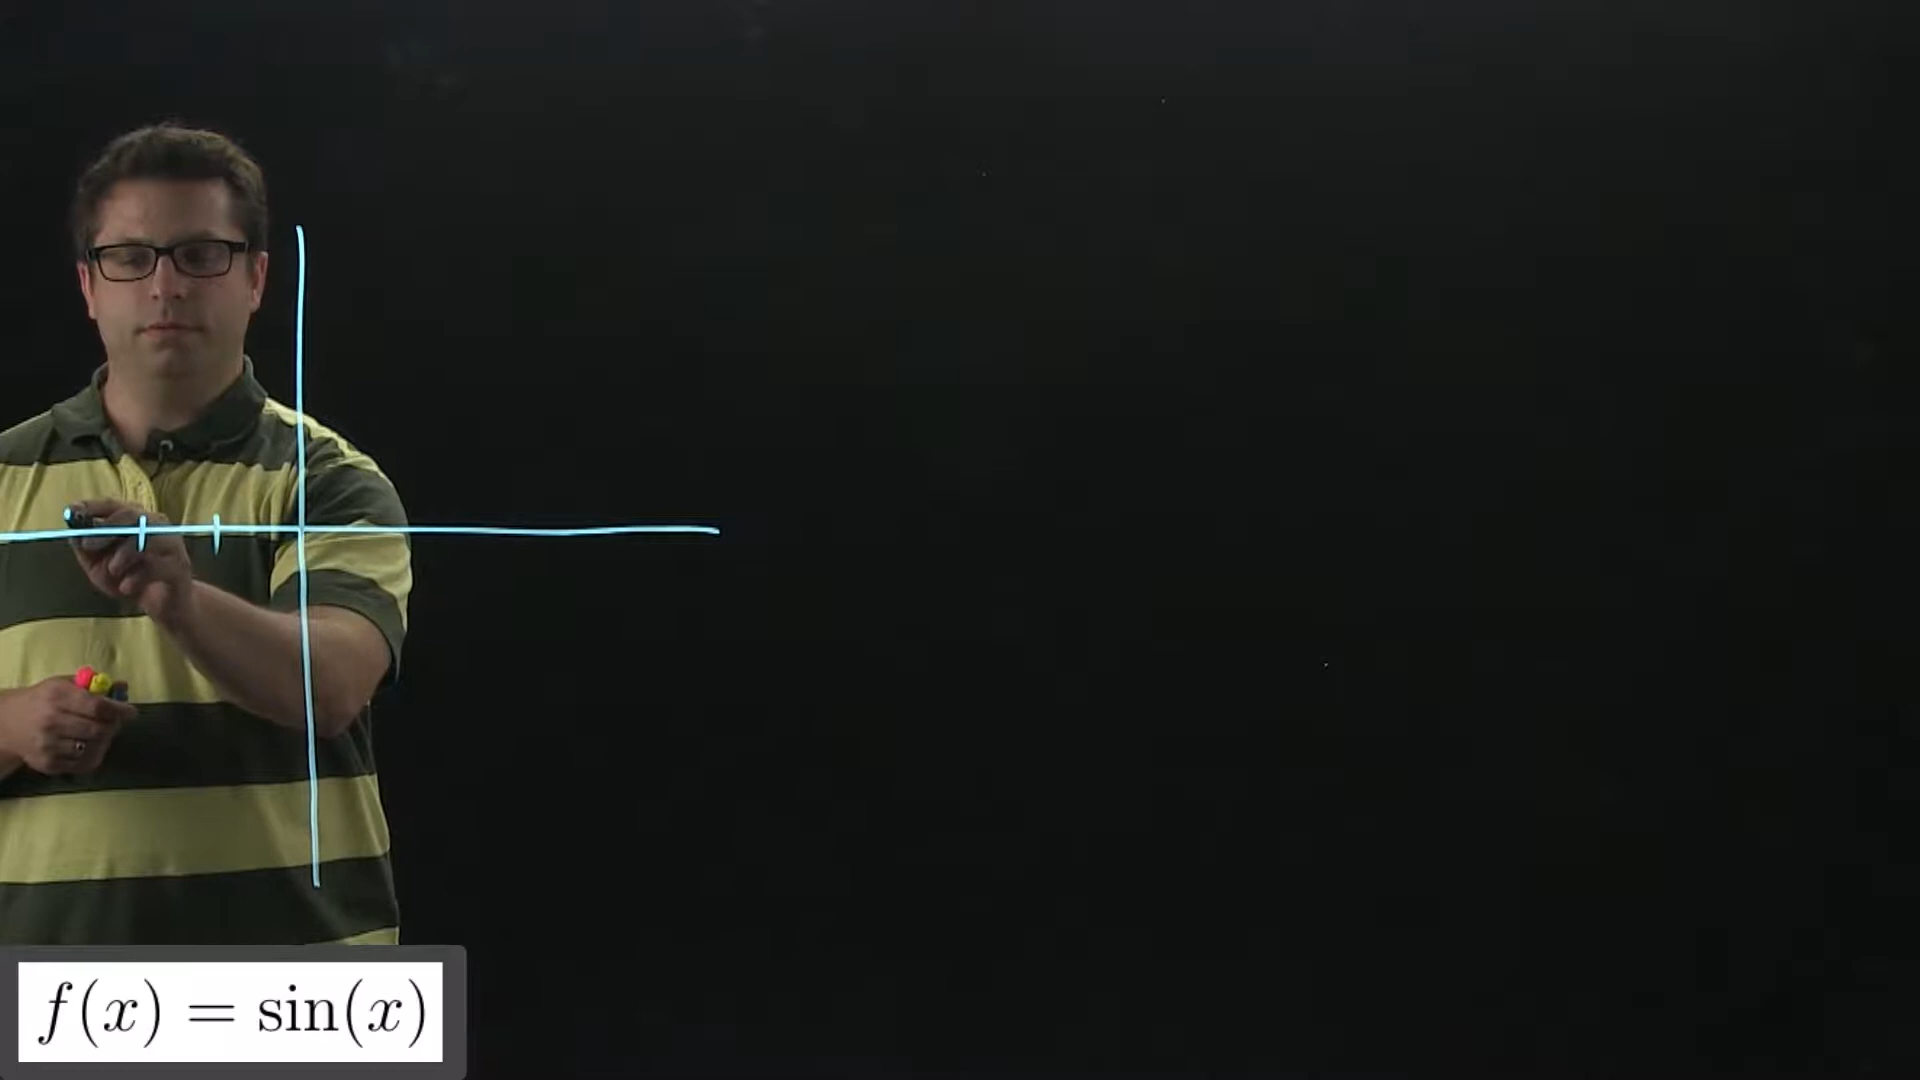 f(x) = sin(x)